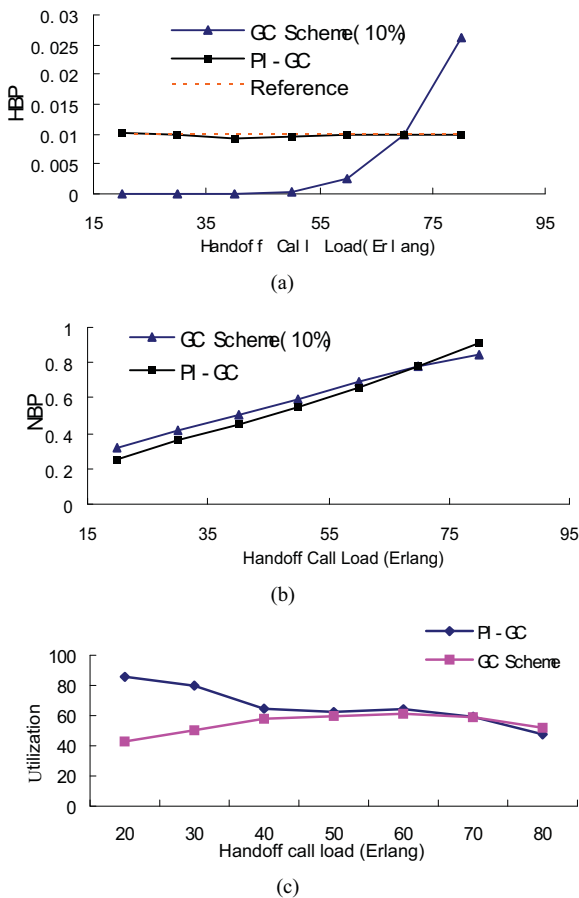 0. 03
0. 025
0. 02
0. 015
0. 010
0. 005
0
HBP
GC Scheme( 10%)
PI - GC
Reference
15 35 55 75 95
Handoff Call Load(Erlang)
(a)
1
0. 8
0. 6
0. 4
0. 2
0
NBP
GC Scheme( 10%)
PI - GC
15 35 55 75 95
Handoff Call Load (Erlang)
(b)
PI - GC
GC Scheme
100
80
60
40
20
0
Utilization
20 30 40 50 60 70 80
Handoff call load (Erlang)
(c)